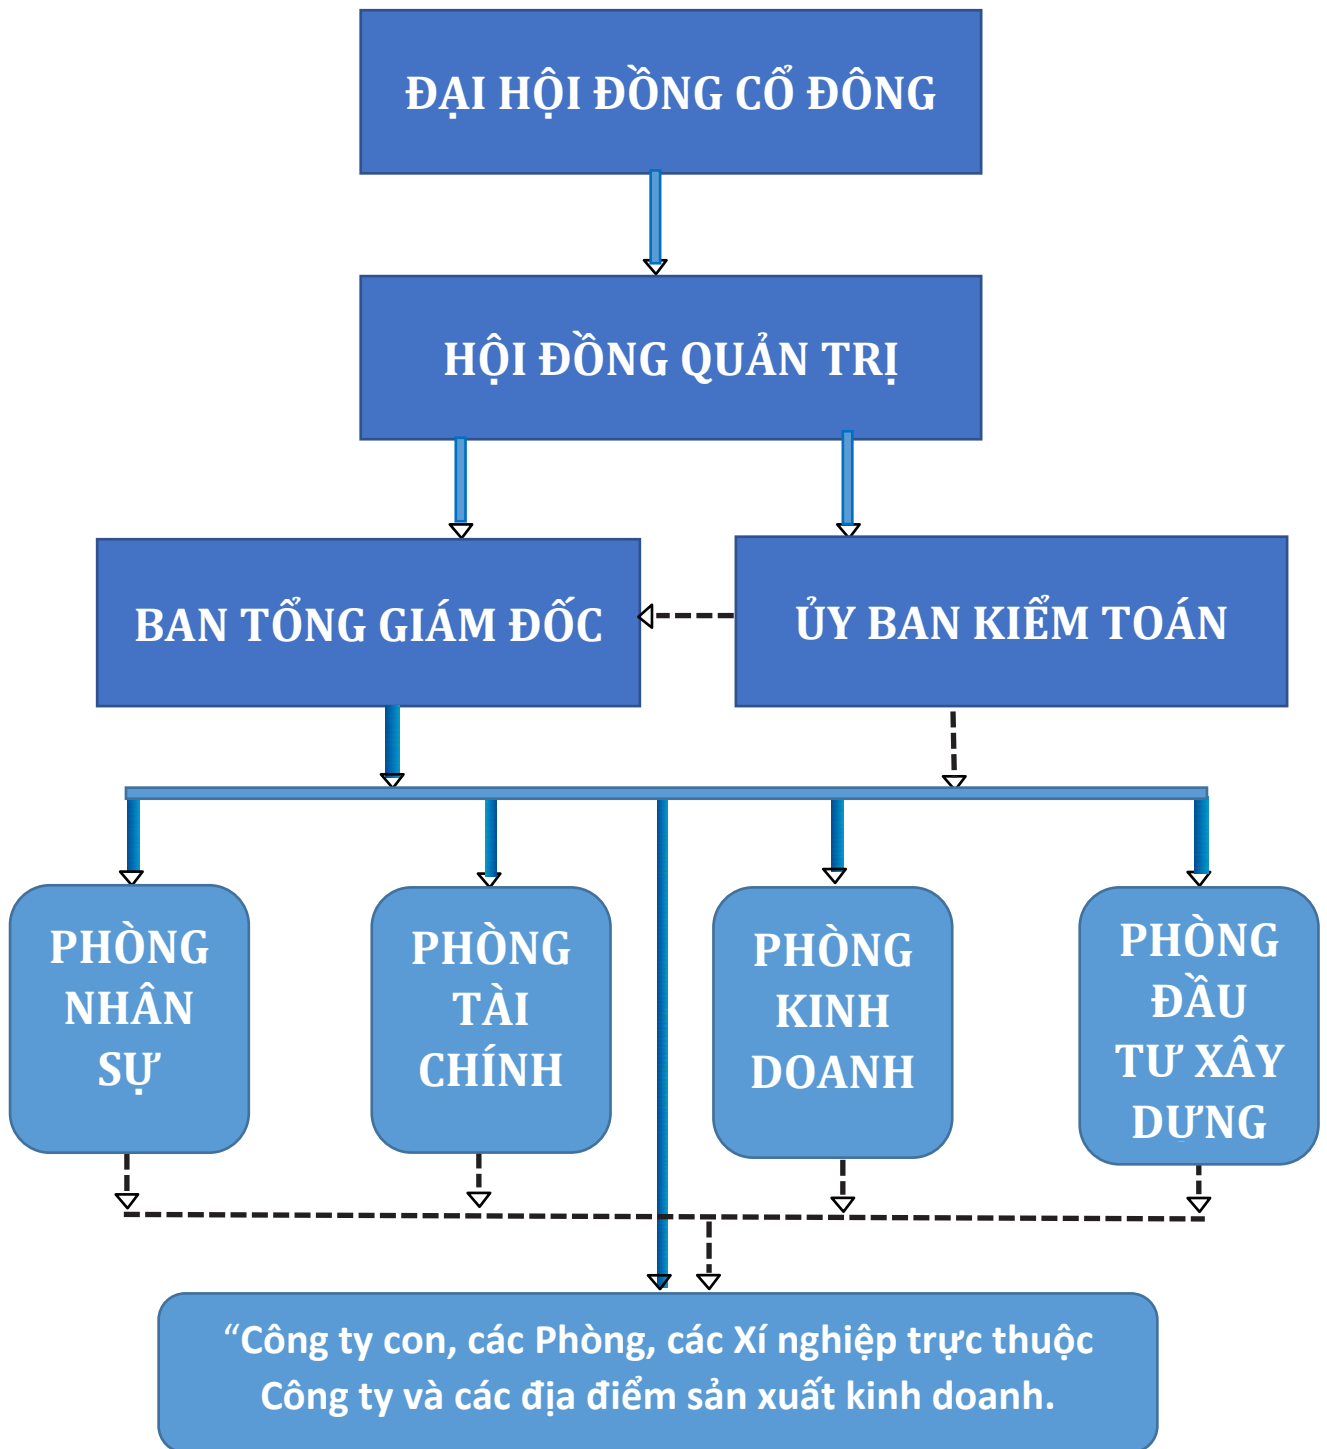 ĐẠI HỘI ĐỒNG CỔ ĐÔNG
HỘI ĐỒNG QUẢN TRỊ
BAN TỔNG GIÁM ĐỐC
ỦY BAN KIỂM TOÁN
PHÒNG
NHÂN
SỰ
PHÒNG
TÀI
CHÍNH
PHÒNG
KINH
DOANH
PHÒNG
ĐẦU
TƯ XÂY
DỰNG
“Công ty con, các Phòng, các Xí nghiệp trực thuộc
Công ty và các địa điểm sản xuất kinh doanh.